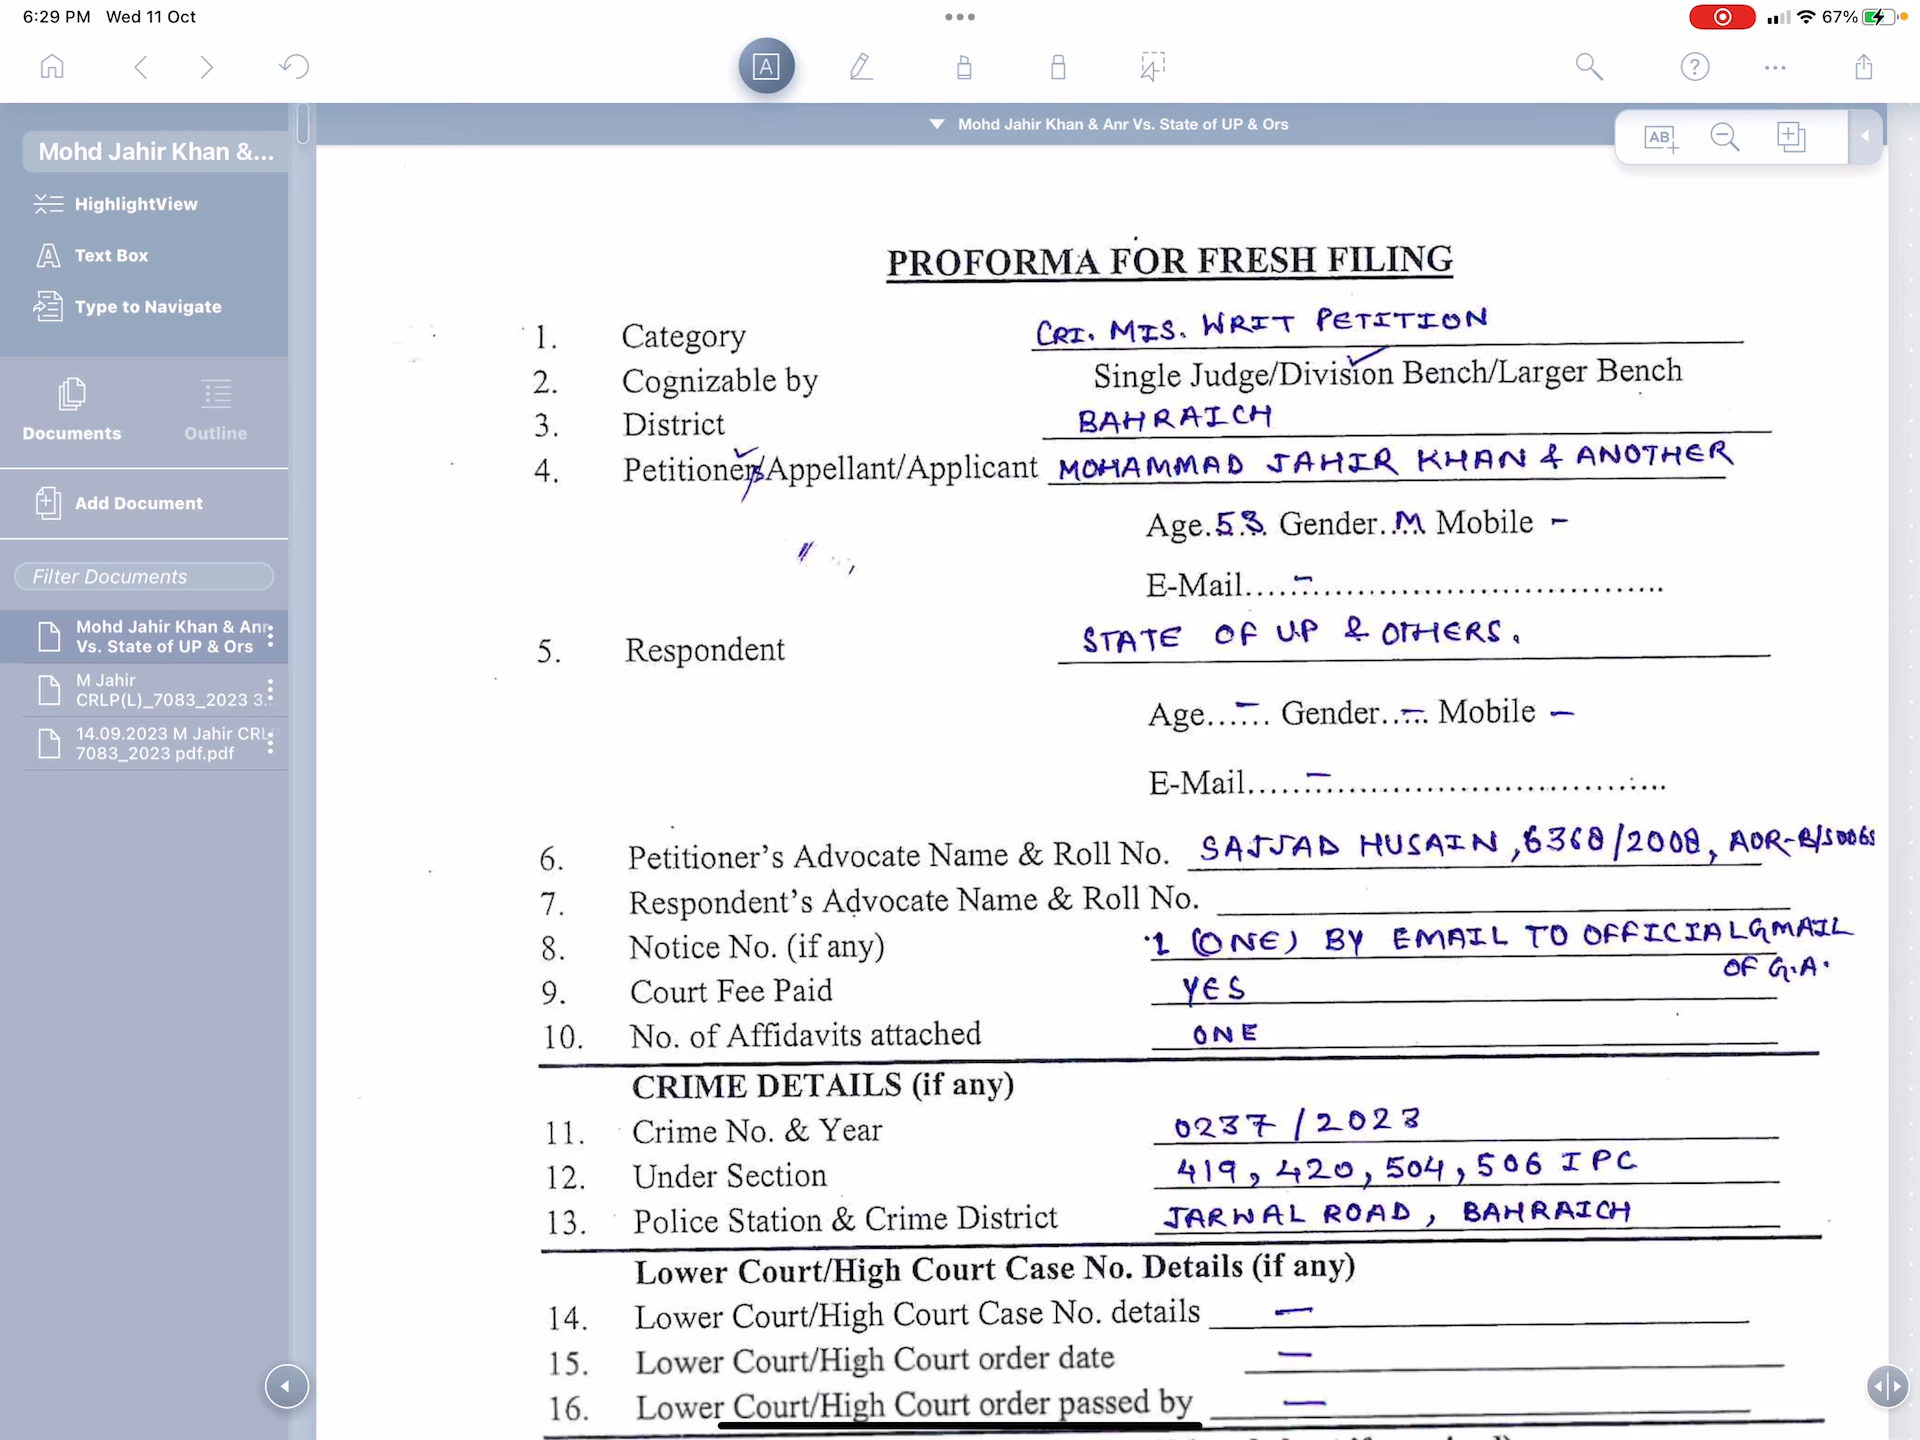 6:29 PM Wed 11 Oct
67%
Mohd Jahir Khan & Anr Vs. State of UP & Ors
Mohd Jahir Khan &...
HighlightView
Text Box
Type to Navigate
Documents
Outline
Add Document
Filter Documents
Mohd Jahir Khan & Anr
Vs. State of UP & Ors
M Jahir
CRLP(L)_7083_2023 3...
14.09.2023 M Jahir CRLP
7083_2023 pdf.pdf
PROFORMA FOR FRESH FILING
1. Category CRI. MIS. WRIT PETITION
2. Cognizable by Single Judge/Division Bench/Larger Bench
3. District BAHRAICH
4. Petitioners/Appellant/Applicant MOHAMMAD JAHIR KHAN & ANOTHER
Age.53. Gender..M Mobile -
E-Mail....-....
5. Respondent STATE OF UP & OTHERS.
Age...-... Gender..-.. Mobile -
E-Mail.....-....
6. Petitioner's Advocate Name & Roll No. SAJJAD HUSAIN, 6368/2008,
7. Respondent's Advocate Name & Roll No.
8. Notice No. (if any) 1 (ONE) BY EMAIL TO OFFICIAL GMAIL
OF G.A.
9. Court Fee Paid YES
10. No. of Affidavits attached ONE
CRIME DETAILS (if any)
11. Crime No. & Year 0237/2023
12. Under Section 419, 420, 504, 506 IPC
13. Police Station & Crime District JARWAL ROAD, BAHRAICH
Lower Court/High Court Case No. Details (if any)
14. Lower Court/High Court Case No. details -
15. Lower Court/High Court order date -
16. Lower Court/High Court order passed by -